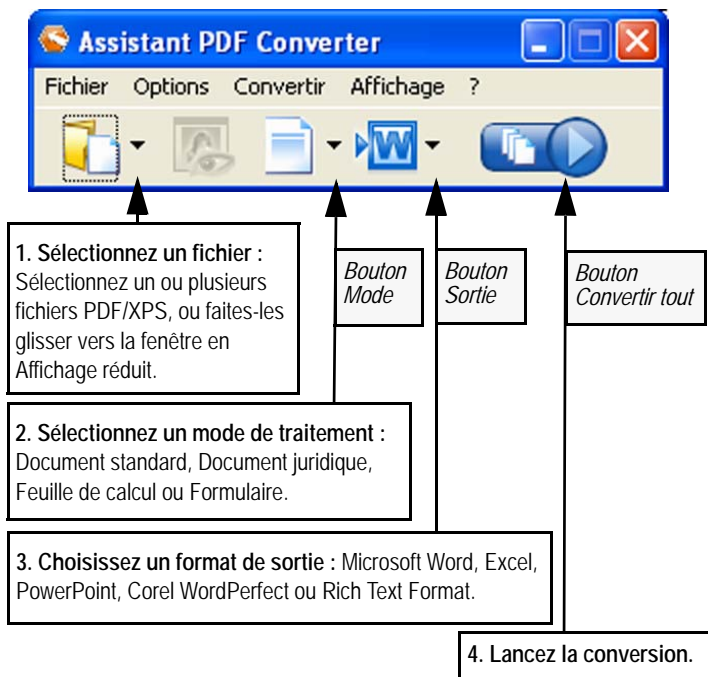 Assistant PDF Converter
Fichier Options Convertir Affichage ?
1. Sélectionnez un fichier :
Sélectionnez un ou plusieurs
fichiers PDF/XPS, ou faites-les
glisser vers la fenêtre en
Affichage réduit.
Bouton
Mode
Bouton
Sortie
Bouton
Convertir tout
2. Sélectionnez un mode de traitement :
Document standard, Document juridique,
Feuille de calcul ou Formulaire.
3. Choisissez un format de sortie : Microsoft Word, Excel,
PowerPoint, Corel WordPerfect ou Rich Text Format.
4. Lancez la conversion.